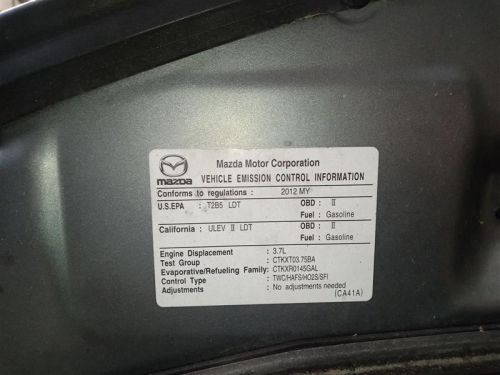 Mazda Motor Corporation
mazda VEHICLE EMISSION CONTROL INFORMATION
Conforms to regulations : 2012 MY
U.S.EPA : T2B5 LDT OBD : II
Fuel : Gasoline
California : ULEV II LDT OBD : II
Fuel : Gasoline
Engine Displacement : 3.7L
Test Group : CTKXT03.75BA
Evaporative/Refueling Family: CTKXR0145GAL
Control Type : TWC/HAFS/HO2S/SFI
Adjustments : No adjustments needed
(CA41A)